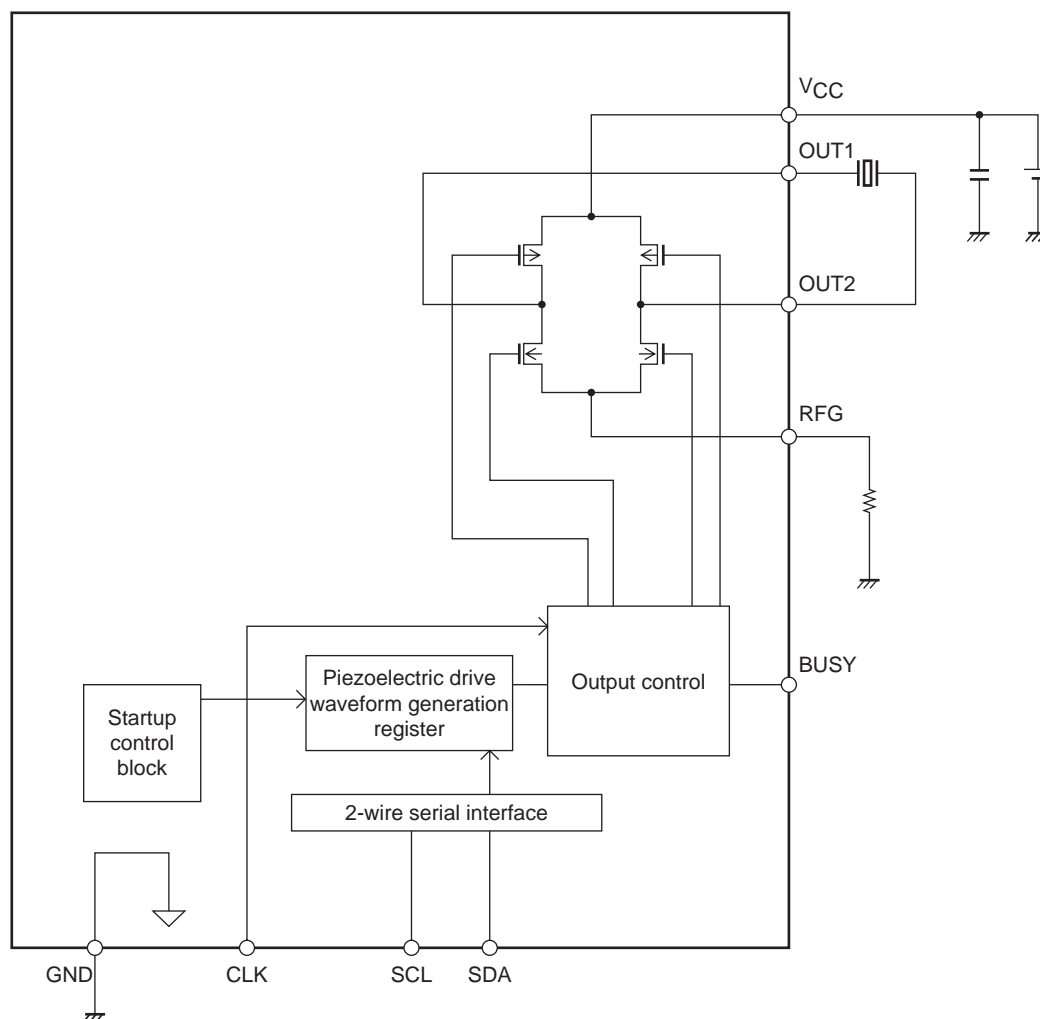 VCC
OUT1
OUT2
RFG
BUSY
Output control
Piezoelectric drive
waveform generation
register
Startup
control
block
2-wire serial interface
GND
CLK
SCL
SDA